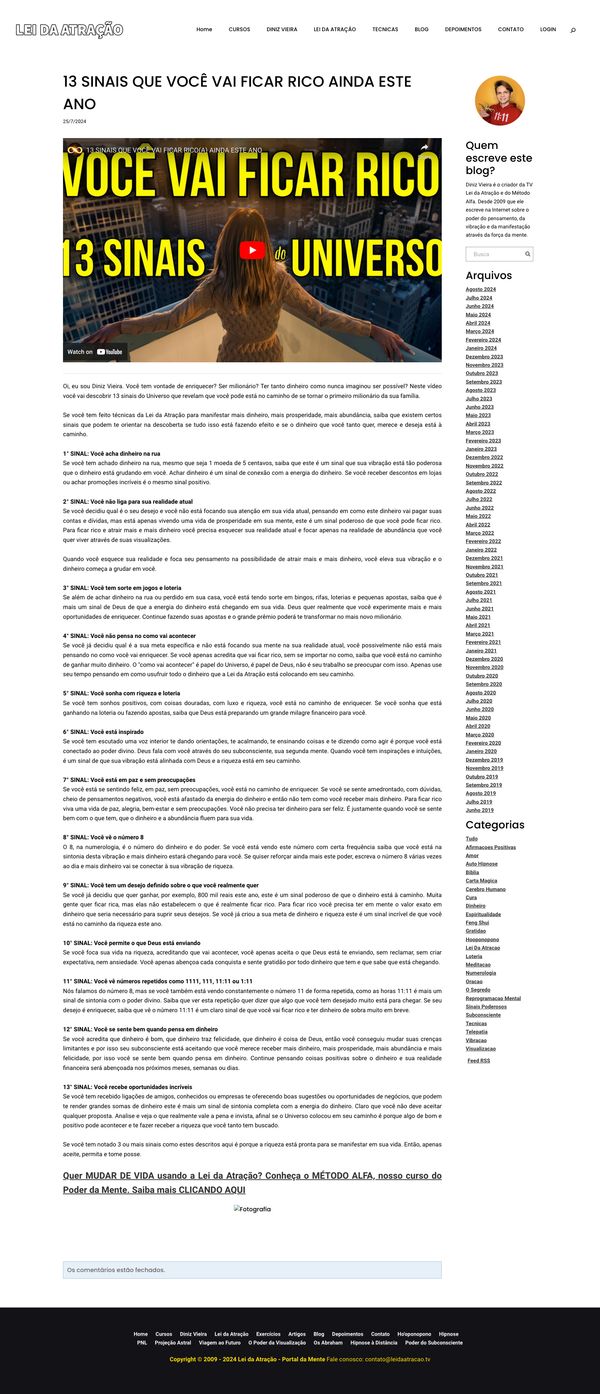 LEI DA ATRAÇÃO
Home CURSOS DINIZ VIEIRA LEI DA ATRAÇÃO TECNICAS BLOG DEPOIMENTOS CONTATO LOGIN
13 SINAIS QUE VOCÊ VAI FICAR RICO AINDA ESTE
ANO
25/7/2024
13 SINAIS QUE VOCÊ VAI FICAR RICO(A) AINDA ESTE ANO
VOCÊ VAI FICAR RICO
13 SINAIS do UNIVERSO
Watch on YouTube
Oi, eu sou Diniz Vieira. Você tem vontade de enriquecer? Ser milionário? Ter tanto dinheiro como nunca imaginou ser possível? Neste vídeo
você vai descobrir 13 sinais do Universo que revelam que você pode está no caminho de se tornar o primeiro milionário da sua família.
Se você tem feito técnicas da Lei da Atração para manifestar mais dinheiro, mais prosperidade, mais abundância, saiba que existem certos
sinais que podem te orientar na descoberta se tudo isso está fazendo efeito e se o dinheiro que você tanto quer, merece e deseja está à
caminho.
1° SINAL: Você acha dinheiro na rua
Se você tem achado dinheiro na rua, mesmo que seja 1 moeda de 5 centavos, saiba que este é um sinal que sua vibração está tão poderosa
que o dinheiro está grudando em você. Achar dinheiro é um sinal de conexão com a energia do dinheiro. Se você receber descontos em lojas
ou achar promoções incríveis é o mesmo sinal positivo.
2° SINAL: Você não liga para sua realidade atual
Se você decidiu qual é o seu desejo e você não está focando sua atenção em sua vida atual, pensando em como este dinheiro vai pagar suas
contas e dívidas, mas está apenas vivendo uma vida de prosperidade em sua mente, este é um sinal poderoso de que você pode ficar rico.
Para ficar rico e atrair mais e mais dinheiro você precisa esquecer sua realidade atual e focar apenas na realidade de abundância que você
quer viver através de suas visualizações.
Quando você esquece sua realidade e foca seu pensamento na possibilidade de atrair mais e mais dinheiro, você eleva sua vibração e o
dinheiro começa a grudar em você.
3° SINAL: Você tem sorte em jogos e loteria
Se além de achar dinheiro na rua ou perdido em sua casa, você está tendo sorte em bingos, rifas, loterias e pequenas apostas, saiba que é
mais um sinal de Deus de que a energia do dinheiro está chegando em sua vida. Deus quer realmente que você experimente mais e mais
oportunidades de enriquecer. Continue fazendo suas apostas e o grande prêmio poderá te transformar no mais novo milionário.
4° SINAL: Você não pensa no como vai acontecer
Se você já decidiu qual é a sua meta específica e não está focando sua mente na sua realidade atual, você possivelmente não está mais
pensando no como você vai enriquecer. Se você apenas acredita que vai ficar rico, sem se importar no como, saiba que você está no caminho
de ganhar muito dinheiro. O "como vai acontecer" é papel do Universo, é papel de Deus, não é seu trabalho se preocupar com isso. Apenas use
seu tempo pensando em como usufruir todo o dinheiro que a Lei da Atração está colocando em seu caminho.
5° SINAL: Você sonha com riqueza e loteria
Se você tem sonhos positivos, com coisas douradas, com luxo e riqueza, você está no caminho de enriquecer. Se você sonha que está
ganhando na loteria ou fazendo apostas, saiba que Deus está preparando um grande milagre financeiro para você.
6° SINAL: Você está inspirado
Se você tem escutado uma voz interior te dando orientações, te acalmando, te ensinando coisas e te dizendo como agir é porque você está
conectado ao poder divino. Deus fala com você através do seu subconsciente, sua segunda mente. Quando você tem inspirações e intuições,
é um sinal de que sua vibração está alinhada com Deus e a riqueza está em seu caminho.
7° SINAL: Você está em paz e sem preocupações
Se você está se sentindo feliz, em paz, sem preocupações, você está no caminho de enriquecer. Se você se sente amedrontado, com dúvidas,
cheio de pensamentos negativos, você está afastado da energia do dinheiro e então não tem como você receber mais dinheiro. Para ficar rico
viva uma vida de paz, alegria, bem-estar e sem preocupações. Você não precisa ter dinheiro para ser feliz. É justamente quando você se sente
bem com o que tem, que o dinheiro e a abundância fluem para sua vida.
8° SINAL: Você vê o número 8
O 8, na numerologia, é o número do dinheiro e do poder. Se você está vendo este número com certa frequência saiba que você está na
sintonia desta vibração e mais dinheiro estará chegando para você. Se quiser reforçar ainda mais este poder, escreva o número 8 várias vezes
ao dia e mais dinheiro vai se conectar à sua vibração de riqueza.
9° SINAL: Você tem um desejo definido sobre o que você realmente quer
Se você já decidiu que quer ganhar, por exemplo, 800 mil reais este ano, este é um sinal poderoso de que o dinheiro está à caminho. Muita
gente quer ficar rica, mas elas não estabelecem o que é realmente ficar rico. Para ficar rico você precisa ter em mente o valor exato em
dinheiro que seria necessário para suprir seus desejos. Se você já criou a sua meta de dinheiro e riqueza este é um sinal incrível de que você
está no caminho da riqueza este ano.
10° SINAL: Você permite o que Deus está enviando
Se você foca sua vida na riqueza, acreditando que vai acontecer, você apenas aceita o que Deus está te enviando, sem reclamar, sem criar
expectativa, nem ansiedade. Você apenas abençoa cada conquista e sente gratidão por todo dinheiro que tem e que sabe que está chegando.
11° SINAL: Você vê números repetidos como 1111, 111, 11:11 ou 1:11
Nós falamos do número 8, mas se você também está vendo constantemente o número 11 de forma repetida, como as horas 11:11 é mais um
sinal de sintonia com o poder divino. Saiba que ver esta repetição quer dizer que algo que você tem desejado muito está para chegar. Se seu
desejo é enriquecer, saiba que vê o número 11:11 é um claro sinal de que você vai ficar rico e ter dinheiro de sobra muito em breve.
12° SINAL: Você se sente bem quando pensa em dinheiro
Se você acredita que dinheiro é bom, que dinheiro traz felicidade, que dinheiro é coisa de Deus, então você conseguiu mudar suas crenças
limitantes e por isso seu subconsciente está aceitando que você merece receber mais dinheiro, mais prosperidade, mais abundância e mais
felicidade, por isso você se sente bem quando pensa em dinheiro. Continue pensando coisas positivas sobre o dinheiro e sua realidade
financeira será abençoada nos próximos meses, semanas ou dias.
13° SINAL: Você recebe oportunidades incríveis
Se você tem recebido ligações de amigos, conhecidos ou empresas te oferecendo boas sugestões ou oportunidades de negócios, que podem
te render grandes somas de dinheiro este é mais um sinal de sintonia completa com a energia do dinheiro. Claro que você não deve aceitar
qualquer proposta. Analise e veja o que realmente vale a pena e invista, afinal se o Universo colocou em seu caminho é porque algo de bom e
positivo pode acontecer e te fazer receber a riqueza que você tanto tem buscado.
Se você tem notado 3 ou mais sinais como estes descritos aqui é porque a riqueza está pronta para se manifestar em sua vida. Então, apenas
aceite, permita e tome posse.
Quer MUDAR DE VIDA usando a Lei da Atração? Conheça o MÉTODO ALFA, nosso curso do
Poder da Mente. Saiba mais CLICANDO AQUI
Fotografia
Os comentários estão fechados.
11:11
Quem
escreve este
blog?
Diniz Vieira é o criador da TV
Lei da Atração e do Método
Alfa. Desde 2009 que ele
escreve na Internet sobre o
poder do pensamento, da
vibração e da manifestação
através da força da mente.
Busca
Arquivos
Agosto 2024
Julho 2024
Junho 2024
Maio 2024
Abril 2024
Março 2024
Fevereiro 2024
Janeiro 2024
Dezembro 2023
Novembro 2023
Outubro 2023
Setembro 2023
Agosto 2023
Julho 2023
Junho 2023
Maio 2023
Abril 2023
Março 2023
Fevereiro 2023
Janeiro 2023
Dezembro 2022
Novembro 2022
Outubro 2022
Setembro 2022
Agosto 2022
Julho 2022
Junho 2022
Maio 2022
Abril 2022
Março 2022
Fevereiro 2022
Janeiro 2022
Dezembro 2021
Novembro 2021
Outubro 2021
Setembro 2021
Agosto 2021
Julho 2021
Junho 2021
Maio 2021
Abril 2021
Março 2021
Fevereiro 2021
Janeiro 2021
Dezembro 2020
Novembro 2020
Outubro 2020
Setembro 2020
Agosto 2020
Julho 2020
Junho 2020
Maio 2020
Abril 2020
Março 2020
Fevereiro 2020
Janeiro 2020
Dezembro 2019
Novembro 2019
Outubro 2019
Setembro 2019
Agosto 2019
Julho 2019
Junho 2019
Categorias
Tudo
Afirmacoes Positivas
Amor
Auto Hipnose
Bíblia
Carta Magica
Cerebro Humano
Cura
Dinheiro
Espiritualidade
Feng Shui
Gratidao
Hooponopono
Lei Da Atracao
Loteria
Meditacao
Numerologia
Oracao
O Segredo
Reprogramacao Mental
Sinais Poderosos
Subconsciente
Tecnicas
Telepatia
Vibracao
Visualizacao
Feed RSS
Home Cursos Diniz Vieira Lei da Atração Exercícios Artigos Blog Depoimentos Contato Ho'oponopono Hipnose
PNL Projeção Astral Viagem ao Futuro O Poder da Visualização Os Abraham Hipnose à Distância Poder do Subconsciente
Copyright © 2009 - 2024 Lei da Atração - Portal da Mente Fale conosco: contato@leidaatracao.tv